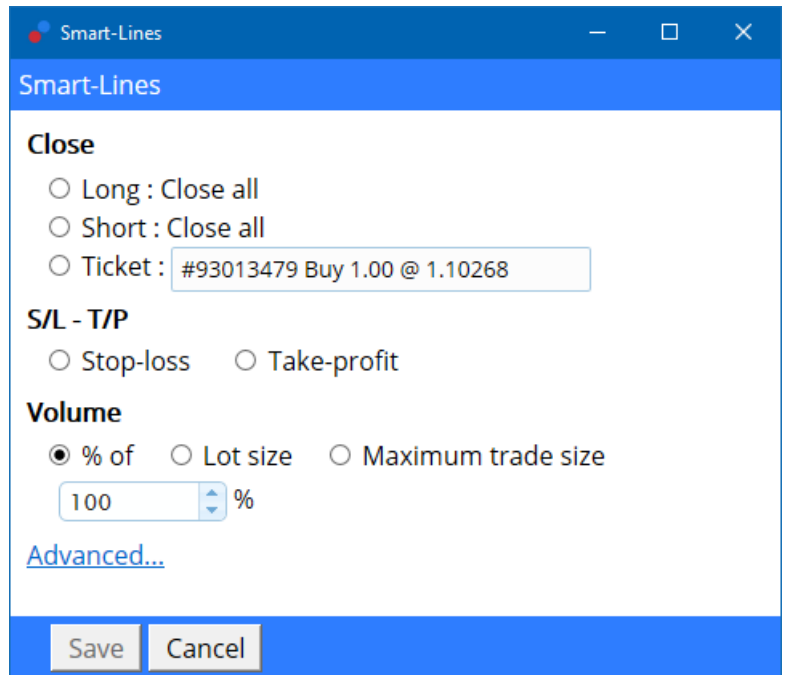 Smart-Lines
Smart-Lines
Close
Long : Close all
Short : Close all
Ticket : #93013479 Buy 1.00 @ 1.10268
S/L - T/P
Stop-loss Take-profit
Volume
% of Lot size Maximum trade size
100 %
Advanced...
Save Cancel